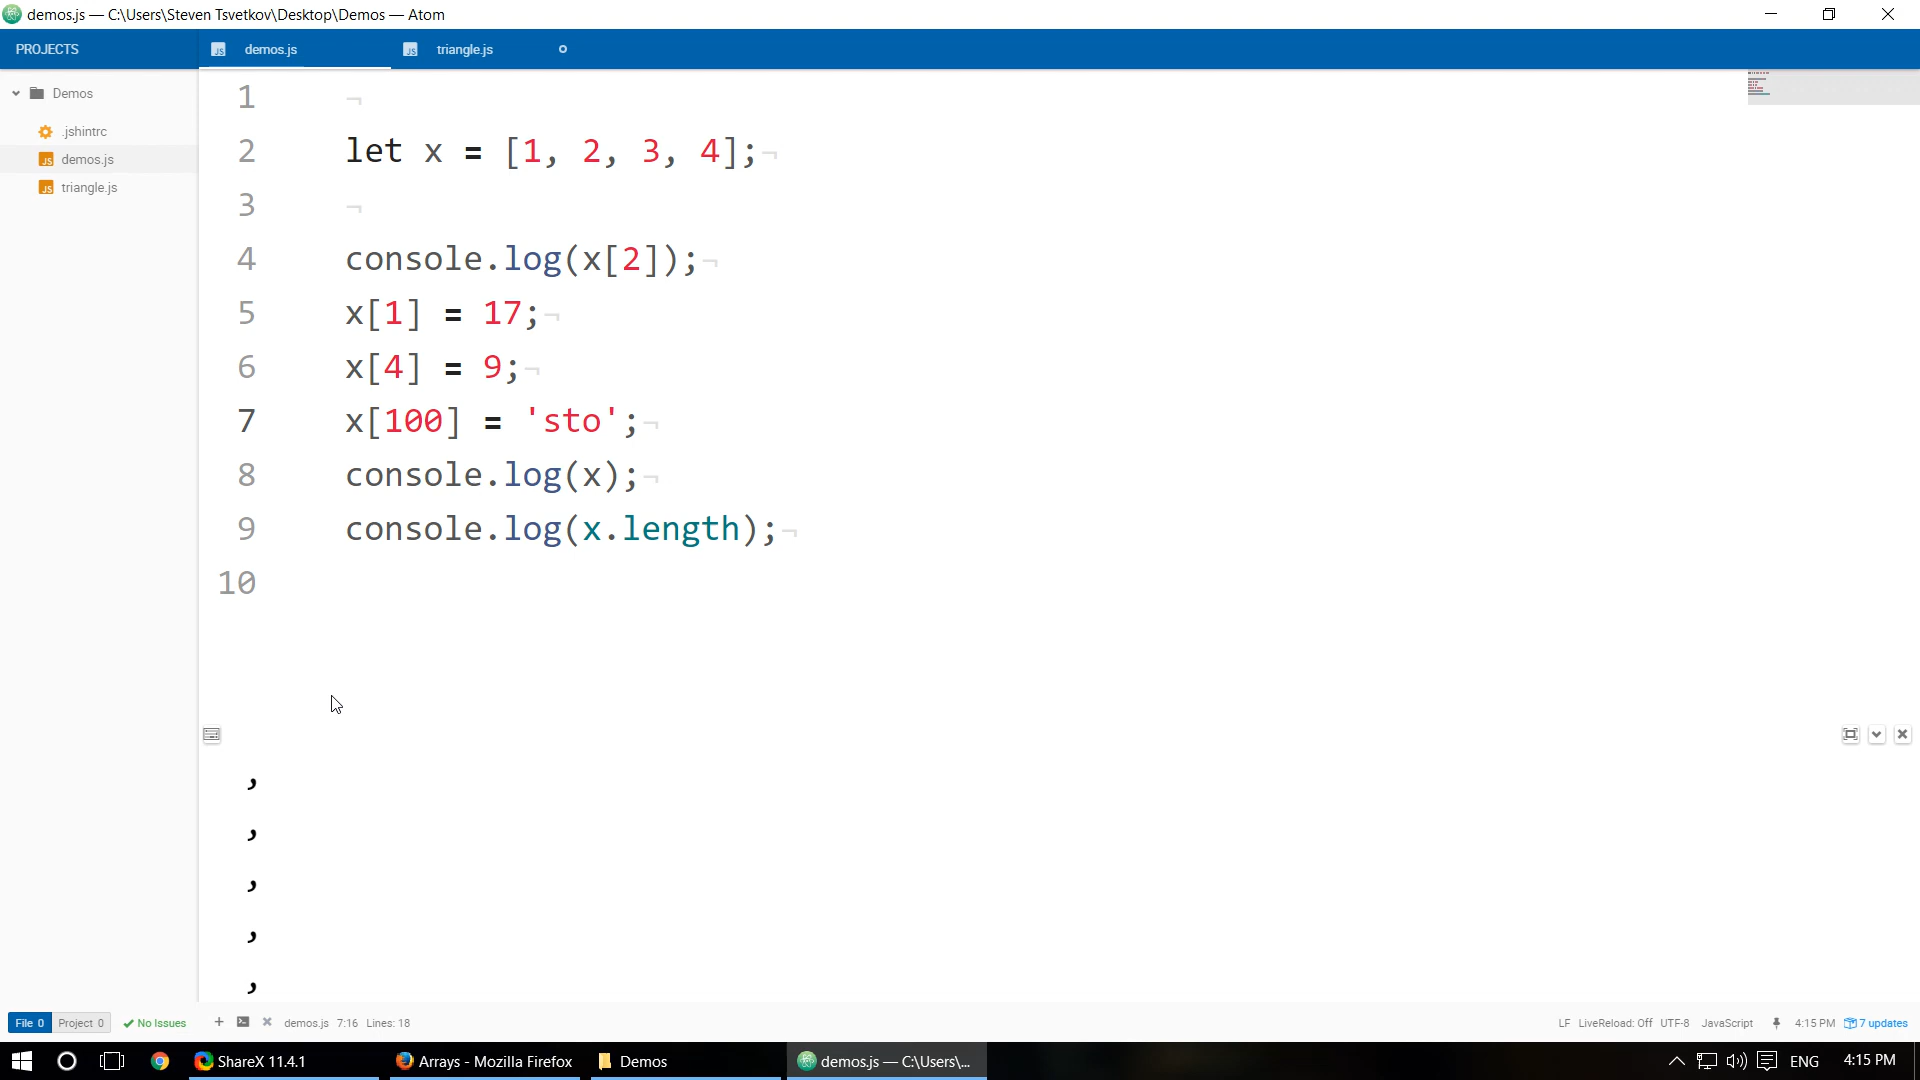 demos.js — C:\Users\Steven Tsvetkov\Desktop\Demos — Atom
PROJECTS
demos.js
triangle.js
Demos
.jshintrc
demos.js
triangle.js
1 ¬
2 let x = [1, 2, 3, 4];¬
3 ¬
4 console.log(x[2]);¬
5 x[1] = 17;¬
6 x[4] = 9;¬
7 x[100] = 'sto';¬
8 console.log(x);¬
9 console.log(x.length);¬
10
,
,
,
,
,
File 0 Project 0 No Issues demos.js 7:16 Lines: 18 LF LiveReload: Off UTF-8 JavaScript 4:15 PM 7 updates
ShareX 11.4.1 Arrays - Mozilla Firefox Demos demos.js — C:\Users\... ENG 4:15 PM